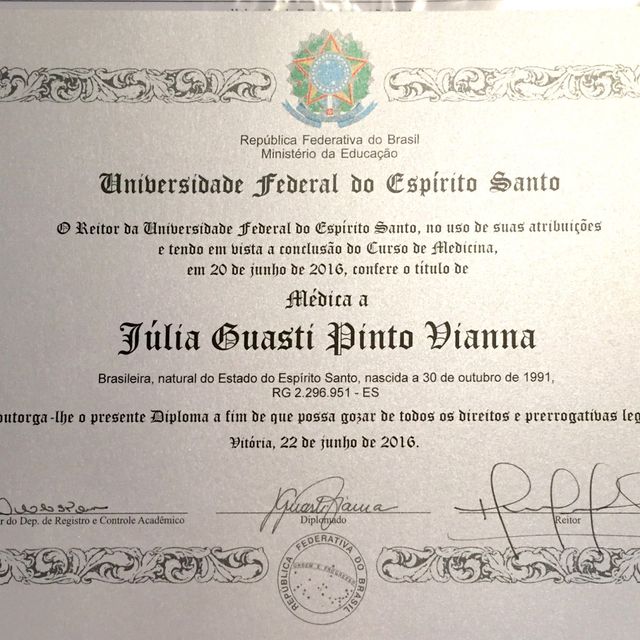 República Federativa do Brasil
Ministério da Educação
Universidade Federal do Espírito Santo
O Reitor da Universidade Federal do Espírito Santo, no uso de suas atribuições
e tendo em vista a conclusão do Curso de Medicina,
em 20 de junho de 2016, confere o título de
Médica a
Júlia Guasti Pinto Vianna
Brasileira, natural do Estado do Espírito Santo, nascida a 30 de outubro de 1991,
RG 2.296.951 - ES
outorga-lhe o presente Diploma a fim de que possa gozar de todos os direitos e prerrogativas leg
Vitória, 22 de junho de 2016.
JGuastiVianna
r do Dep. de Registro e Controle Acadêmico
Diplomado
Reitor
REPÚBLICA FEDERATIVA DO BRASIL
ORDEM E PROGRESSO